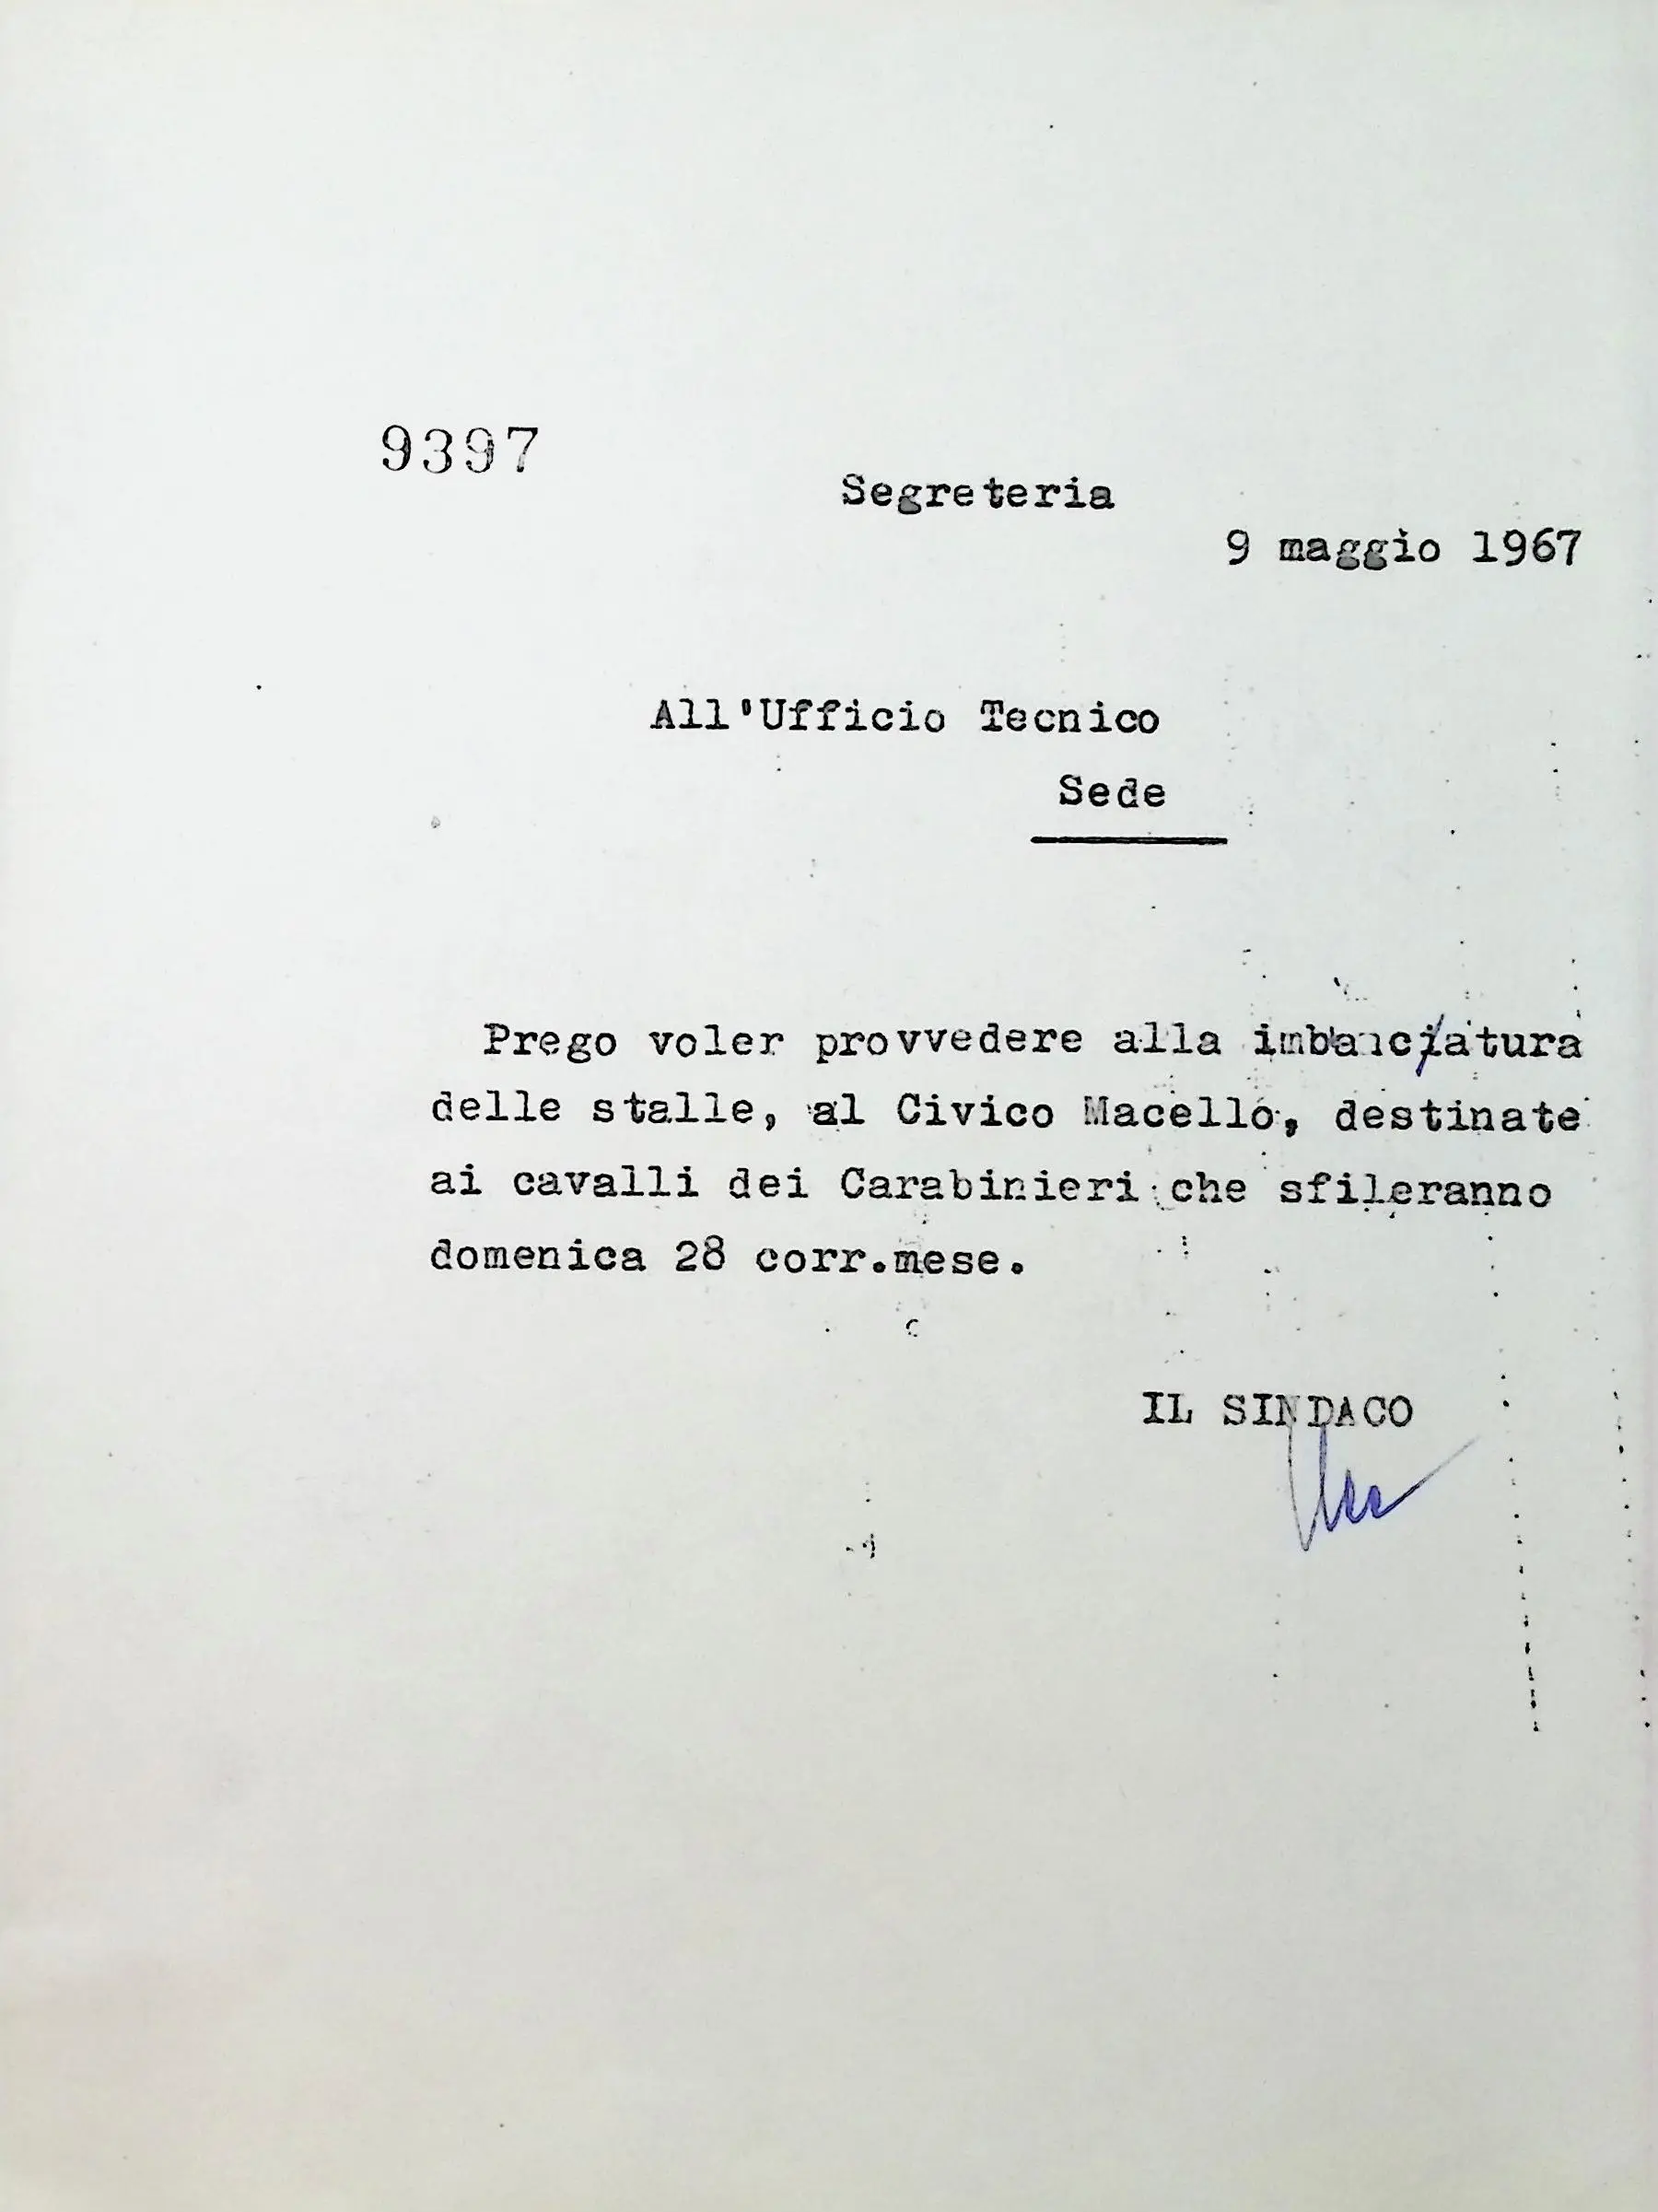 9397
Segreteria
9 maggio 1967
All'Ufficio Tecnico
Sede
Prego voler provvedere alla imbanciatura
delle stalle, al Civico Macello, destinate
ai cavalli dei Carabinieri che sfileranno
domenica 28 corr.mese.
IL SINDACO